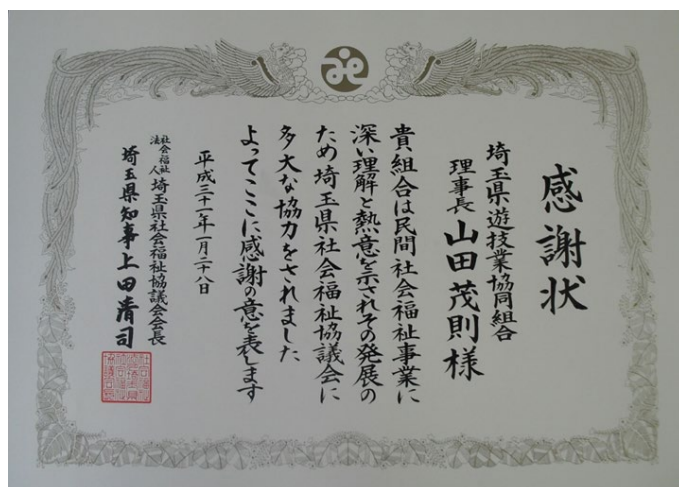 感謝状
埼玉県遊技業協同組合
理事長 山田茂則様
貴組合は民間社会福祉事業に
深い理解と熱意を示されその発展の
ため埼玉県社会福祉協議会に
多大な協力をされました
よってここに感謝の意を表します
平成三十一年一月二十八日
社会福祉法人 埼玉県社会福祉協議会会長
埼玉県知事上田清司